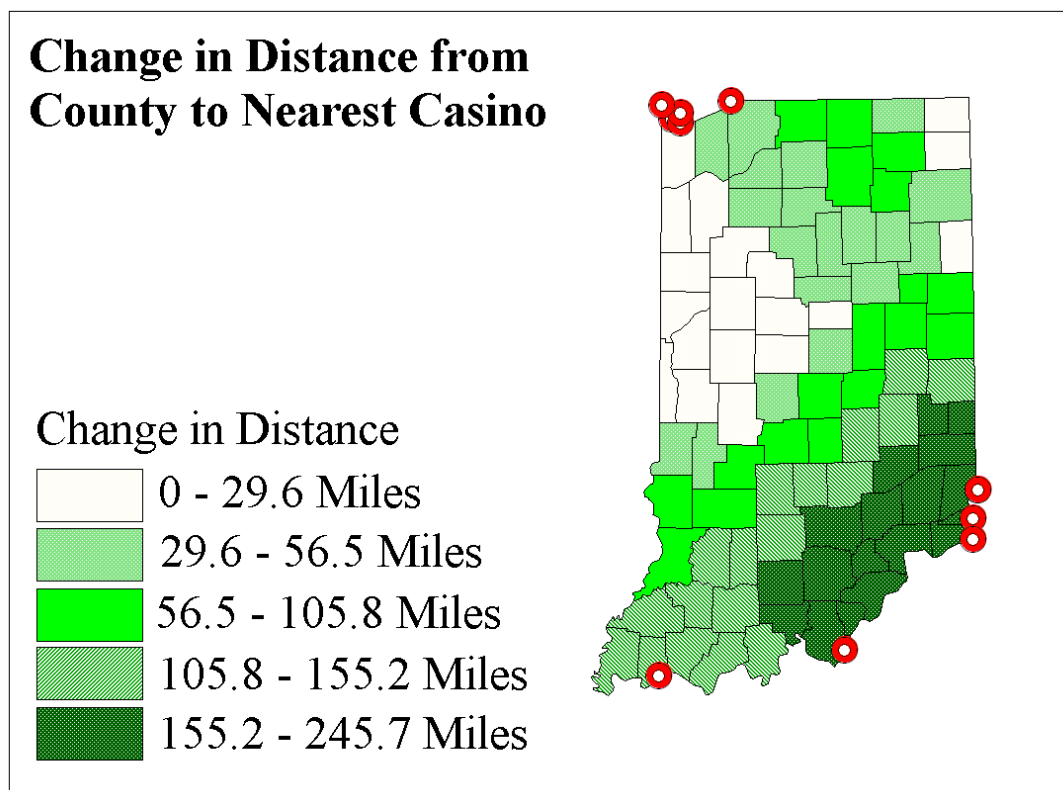 Change in Distance from
County to Nearest Casino
Change in Distance
0 - 29.6 Miles
29.6 - 56.5 Miles
56.5 - 105.8 Miles
105.8 - 155.2 Miles
155.2 - 245.7 Miles